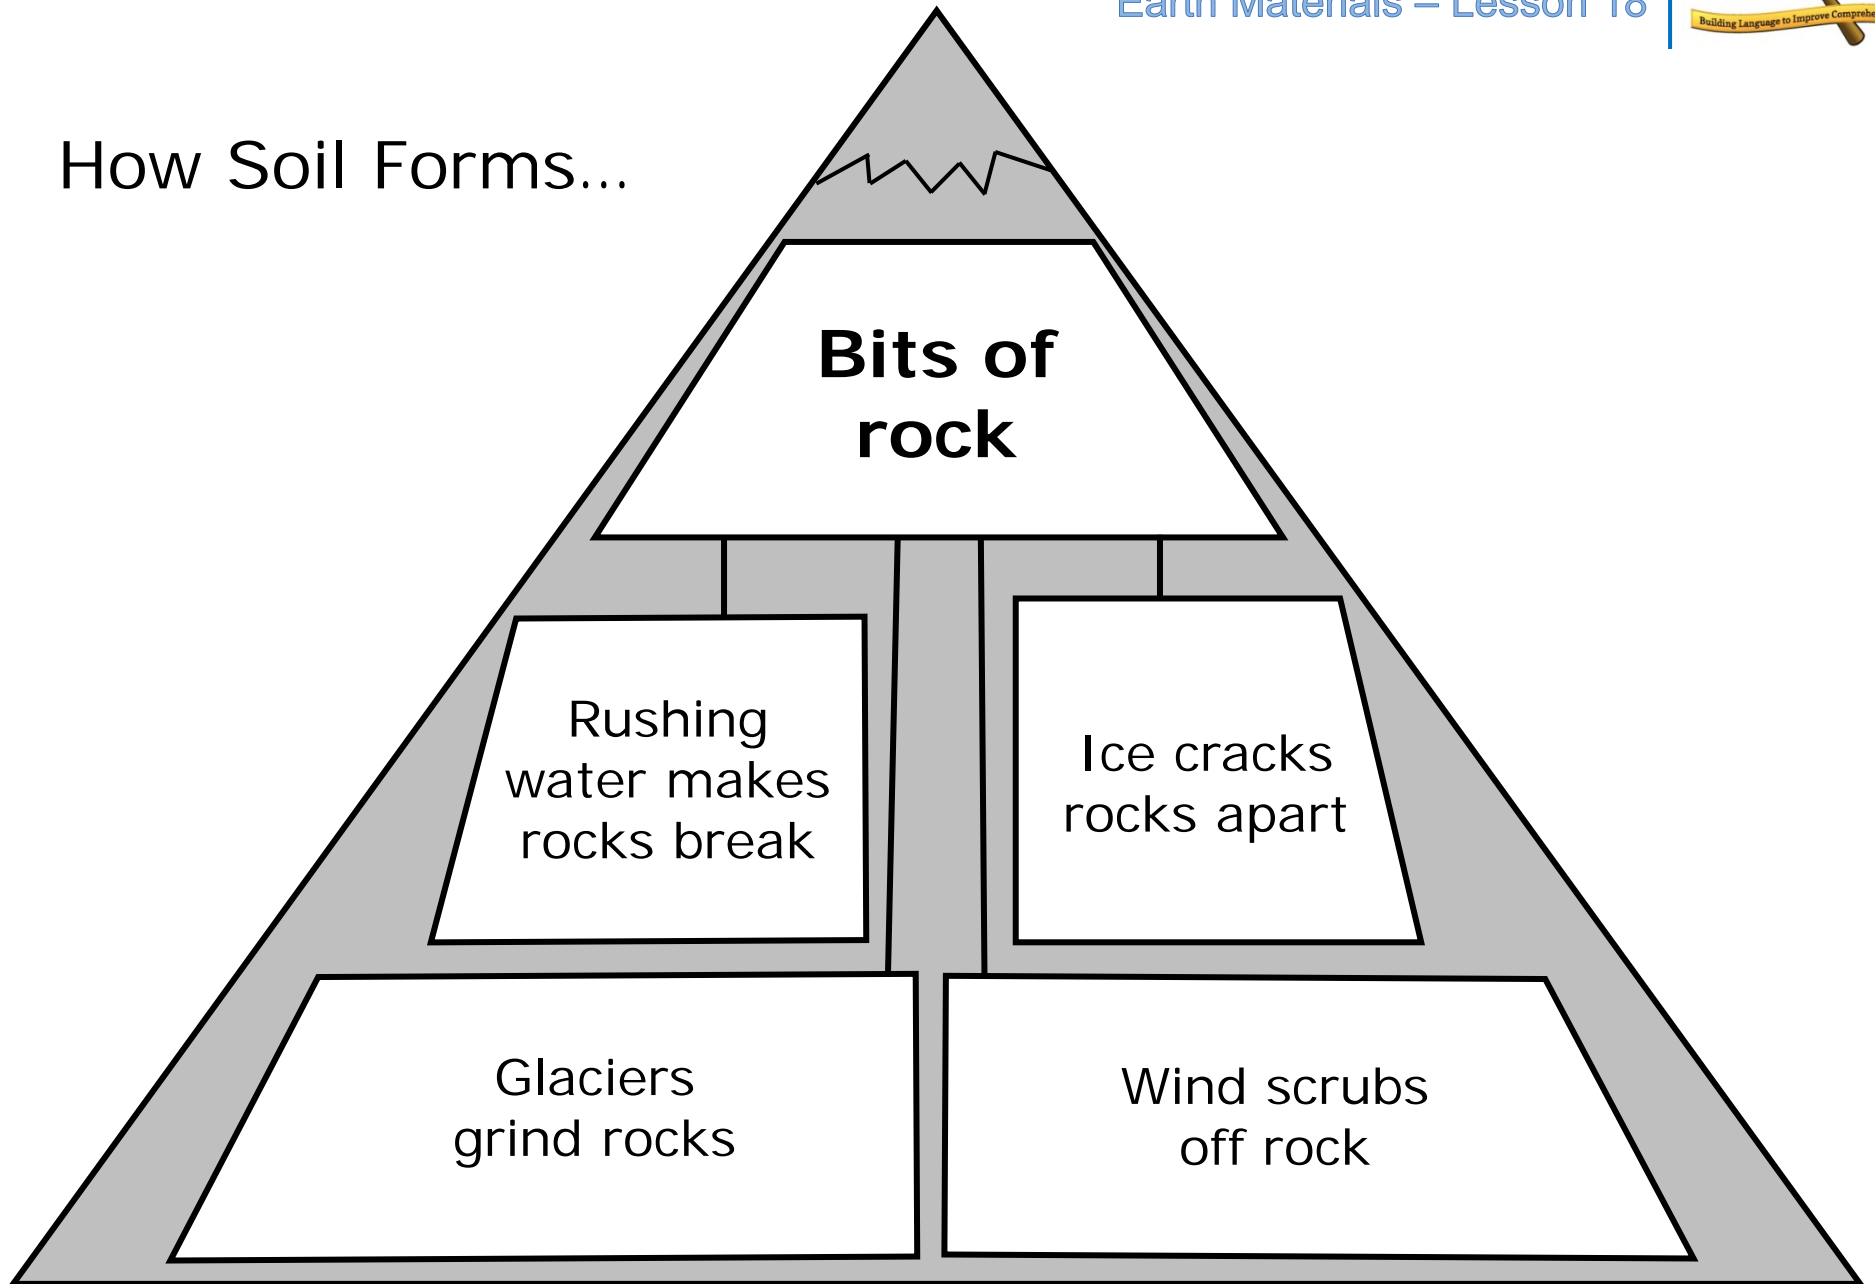 Earth Materials – Lesson 18
Building Language to Improve
How Soil Forms...
Bits of
rock
Rushing
water makes
rocks break
Ice cracks
rocks apart
Glaciers
grind rocks
Wind scrubs
off rock